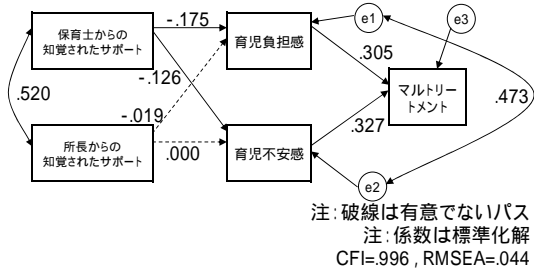 保育士からの
知覚されたサポート
所長からの
知覚されたサポート
.520
-.175
-.126
-.019
.000
育児負担感
育児不安感
e1
e2
e3
.305
.327
マルトリー
トメント
.473
注:破線は有意でないパス
注:係数は標準化解
CFI=.996 , RMSEA=.044